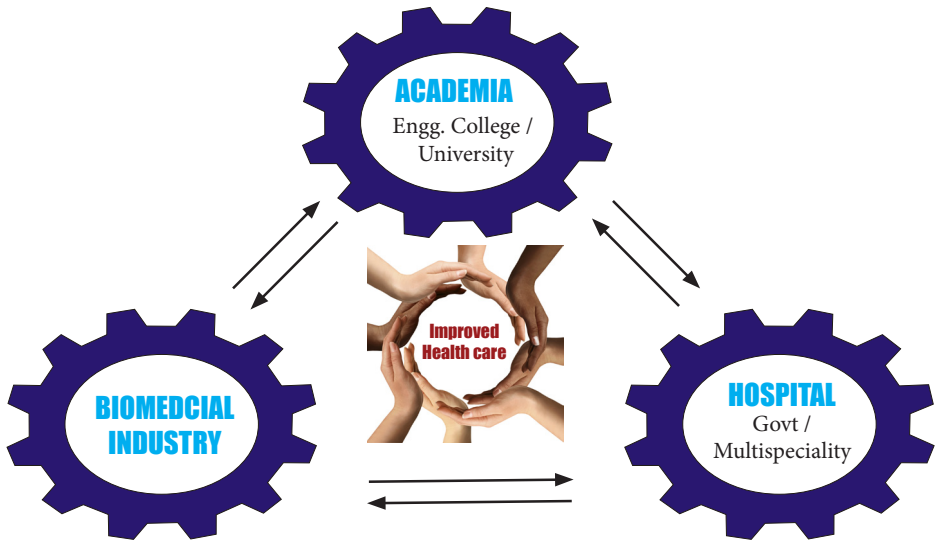 ACADEMIA
Engg. College /
University
Improved
Health care
BIOMEDCIAL
INDUSTRY
HOSPITAL
Govt /
Multispeciality